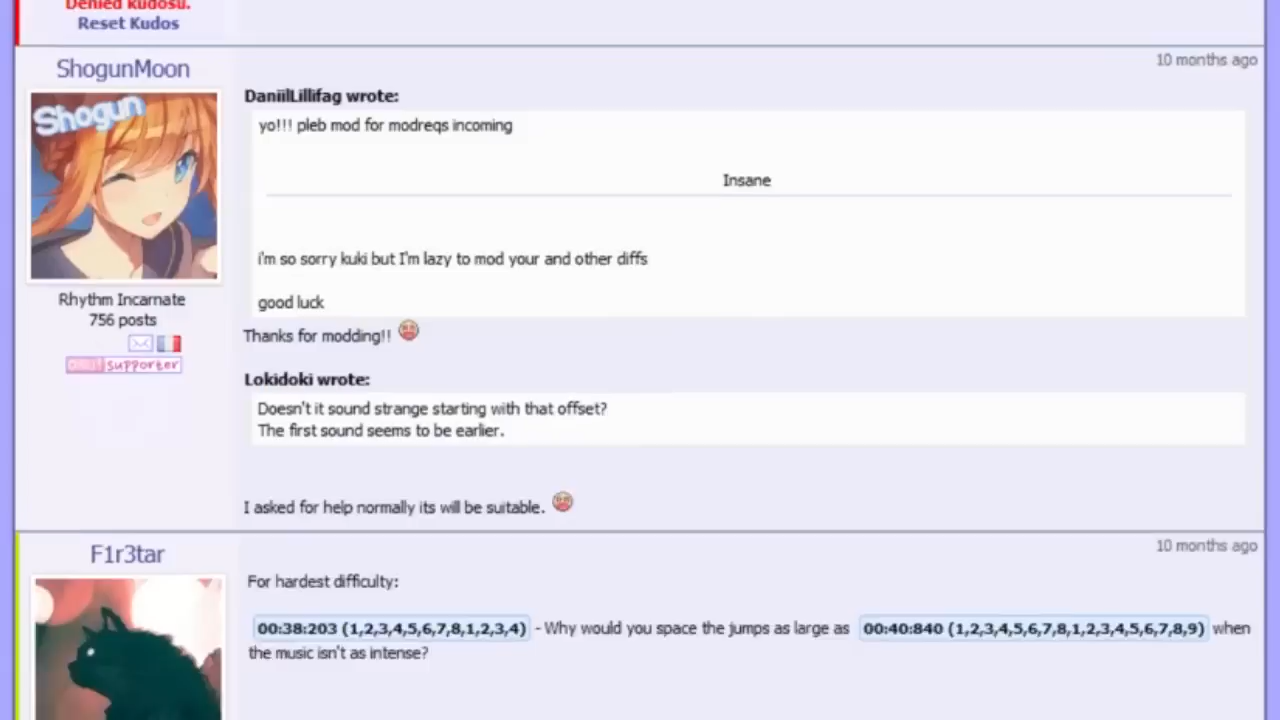 Denied kudosu.
Reset Kudos
ShogunMoon
10 months ago
Shogun
Rhythm Incarnate
756 posts
supporter
DaniilLillifag wrote:
yo!!! pleb mod for modreqs incoming
Insane
i'm so sorry kuki but I'm lazy to mod your and other diffs
good luck
Thanks for modding!!
Lokidoki wrote:
Doesn't it sound strange starting with that offset?
The first sound seems to be earlier.
I asked for help normally its will be suitable.
F1r3tar
10 months ago
For hardest difficulty:
00:38:203 (1,2,3,4,5,6,7,8,1,2,3,4) - Why would you space the jumps as large as 00:40:840 (1,2,3,4,5,6,7,8,1,2,3,4,5,6,7,8,9) when
the music isn't as intense?